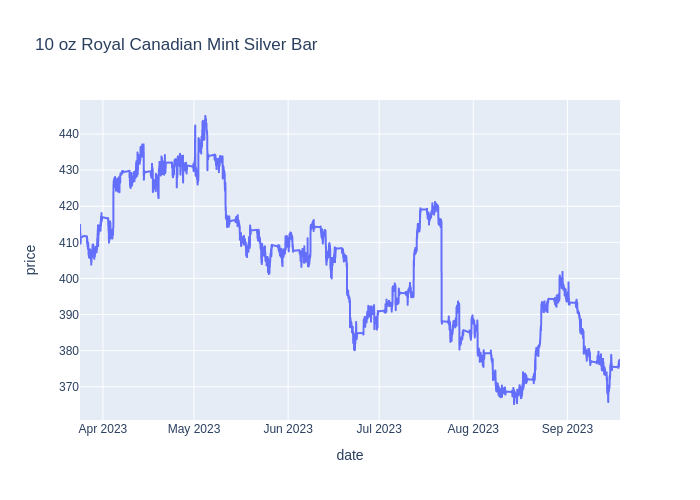 10 oz Royal Canadian Mint Silver Bar
440
430
420
410
400
390
380
370
price
Apr 2023 May 2023 Jun 2023 Jul 2023 Aug 2023 Sep 2023
date